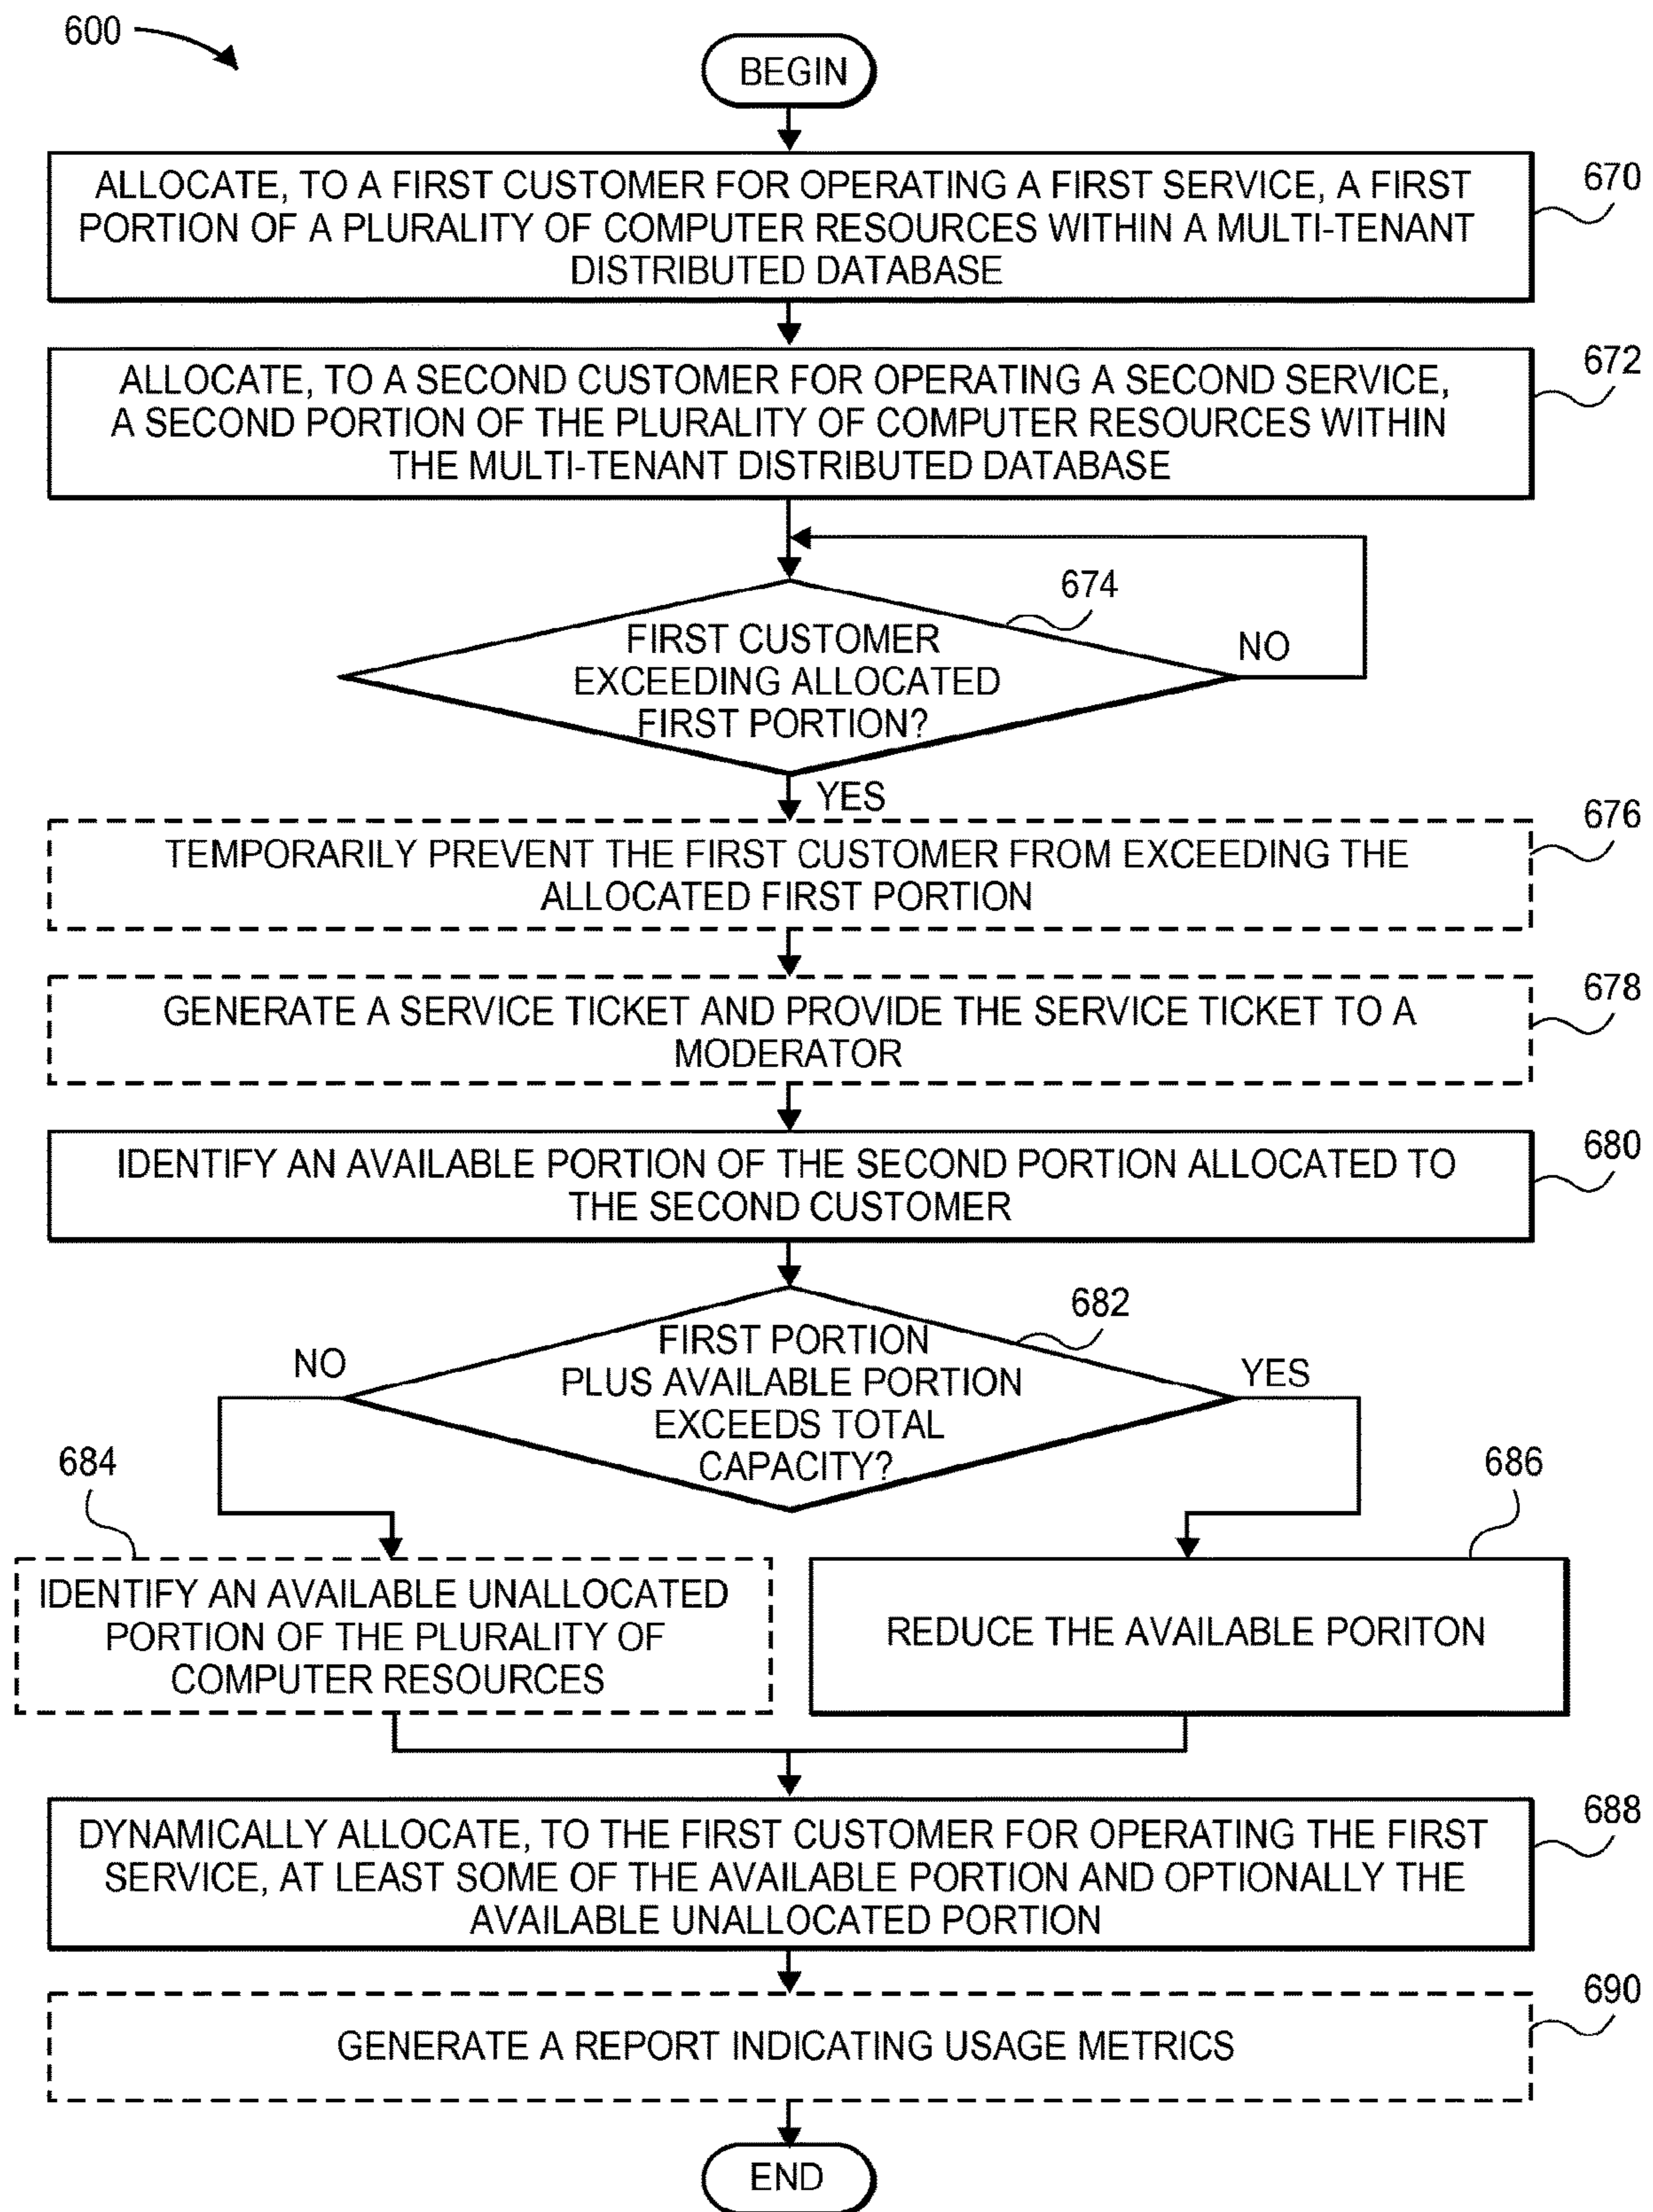 600
BEGIN
ALLOCATE, TO A FIRST CUSTOMER FOR OPERATING A FIRST SERVICE, A FIRST
PORTION OF A PLURALITY OF COMPUTER RESOURCES WITHIN A MULTI-TENANT
DISTRIBUTED DATABASE
670
ALLOCATE, TO A SECOND CUSTOMER FOR OPERATING A SECOND SERVICE,
A SECOND PORTION OF THE PLURALITY OF COMPUTER RESOURCES WITHIN
THE MULTI-TENANT DISTRIBUTED DATABASE
672
674
FIRST CUSTOMER
EXCEEDING ALLOCATED
FIRST PORTION?
NO
YES
TEMPORARILY PREVENT THE FIRST CUSTOMER FROM EXCEEDING THE
ALLOCATED FIRST PORTION
676
GENERATE A SERVICE TICKET AND PROVIDE THE SERVICE TICKET TO A
MODERATOR
678
IDENTIFY AN AVAILABLE PORTION OF THE SECOND PORTION ALLOCATED TO
THE SECOND CUSTOMER
680
682
FIRST PORTION
PLUS AVAILABLE PORTION
EXCEEDS TOTAL
CAPACITY?
NO
YES
684
IDENTIFY AN AVAILABLE UNALLOCATED
PORTION OF THE PLURALITY OF
COMPUTER RESOURCES
686
REDUCE THE AVAILABLE PORITON
DYNAMICALLY ALLOCATE, TO THE FIRST CUSTOMER FOR OPERATING THE FIRST
SERVICE, AT LEAST SOME OF THE AVAILABLE PORTION AND OPTIONALLY THE
AVAILABLE UNALLOCATED PORTION
688
GENERATE A REPORT INDICATING USAGE METRICS
690
END